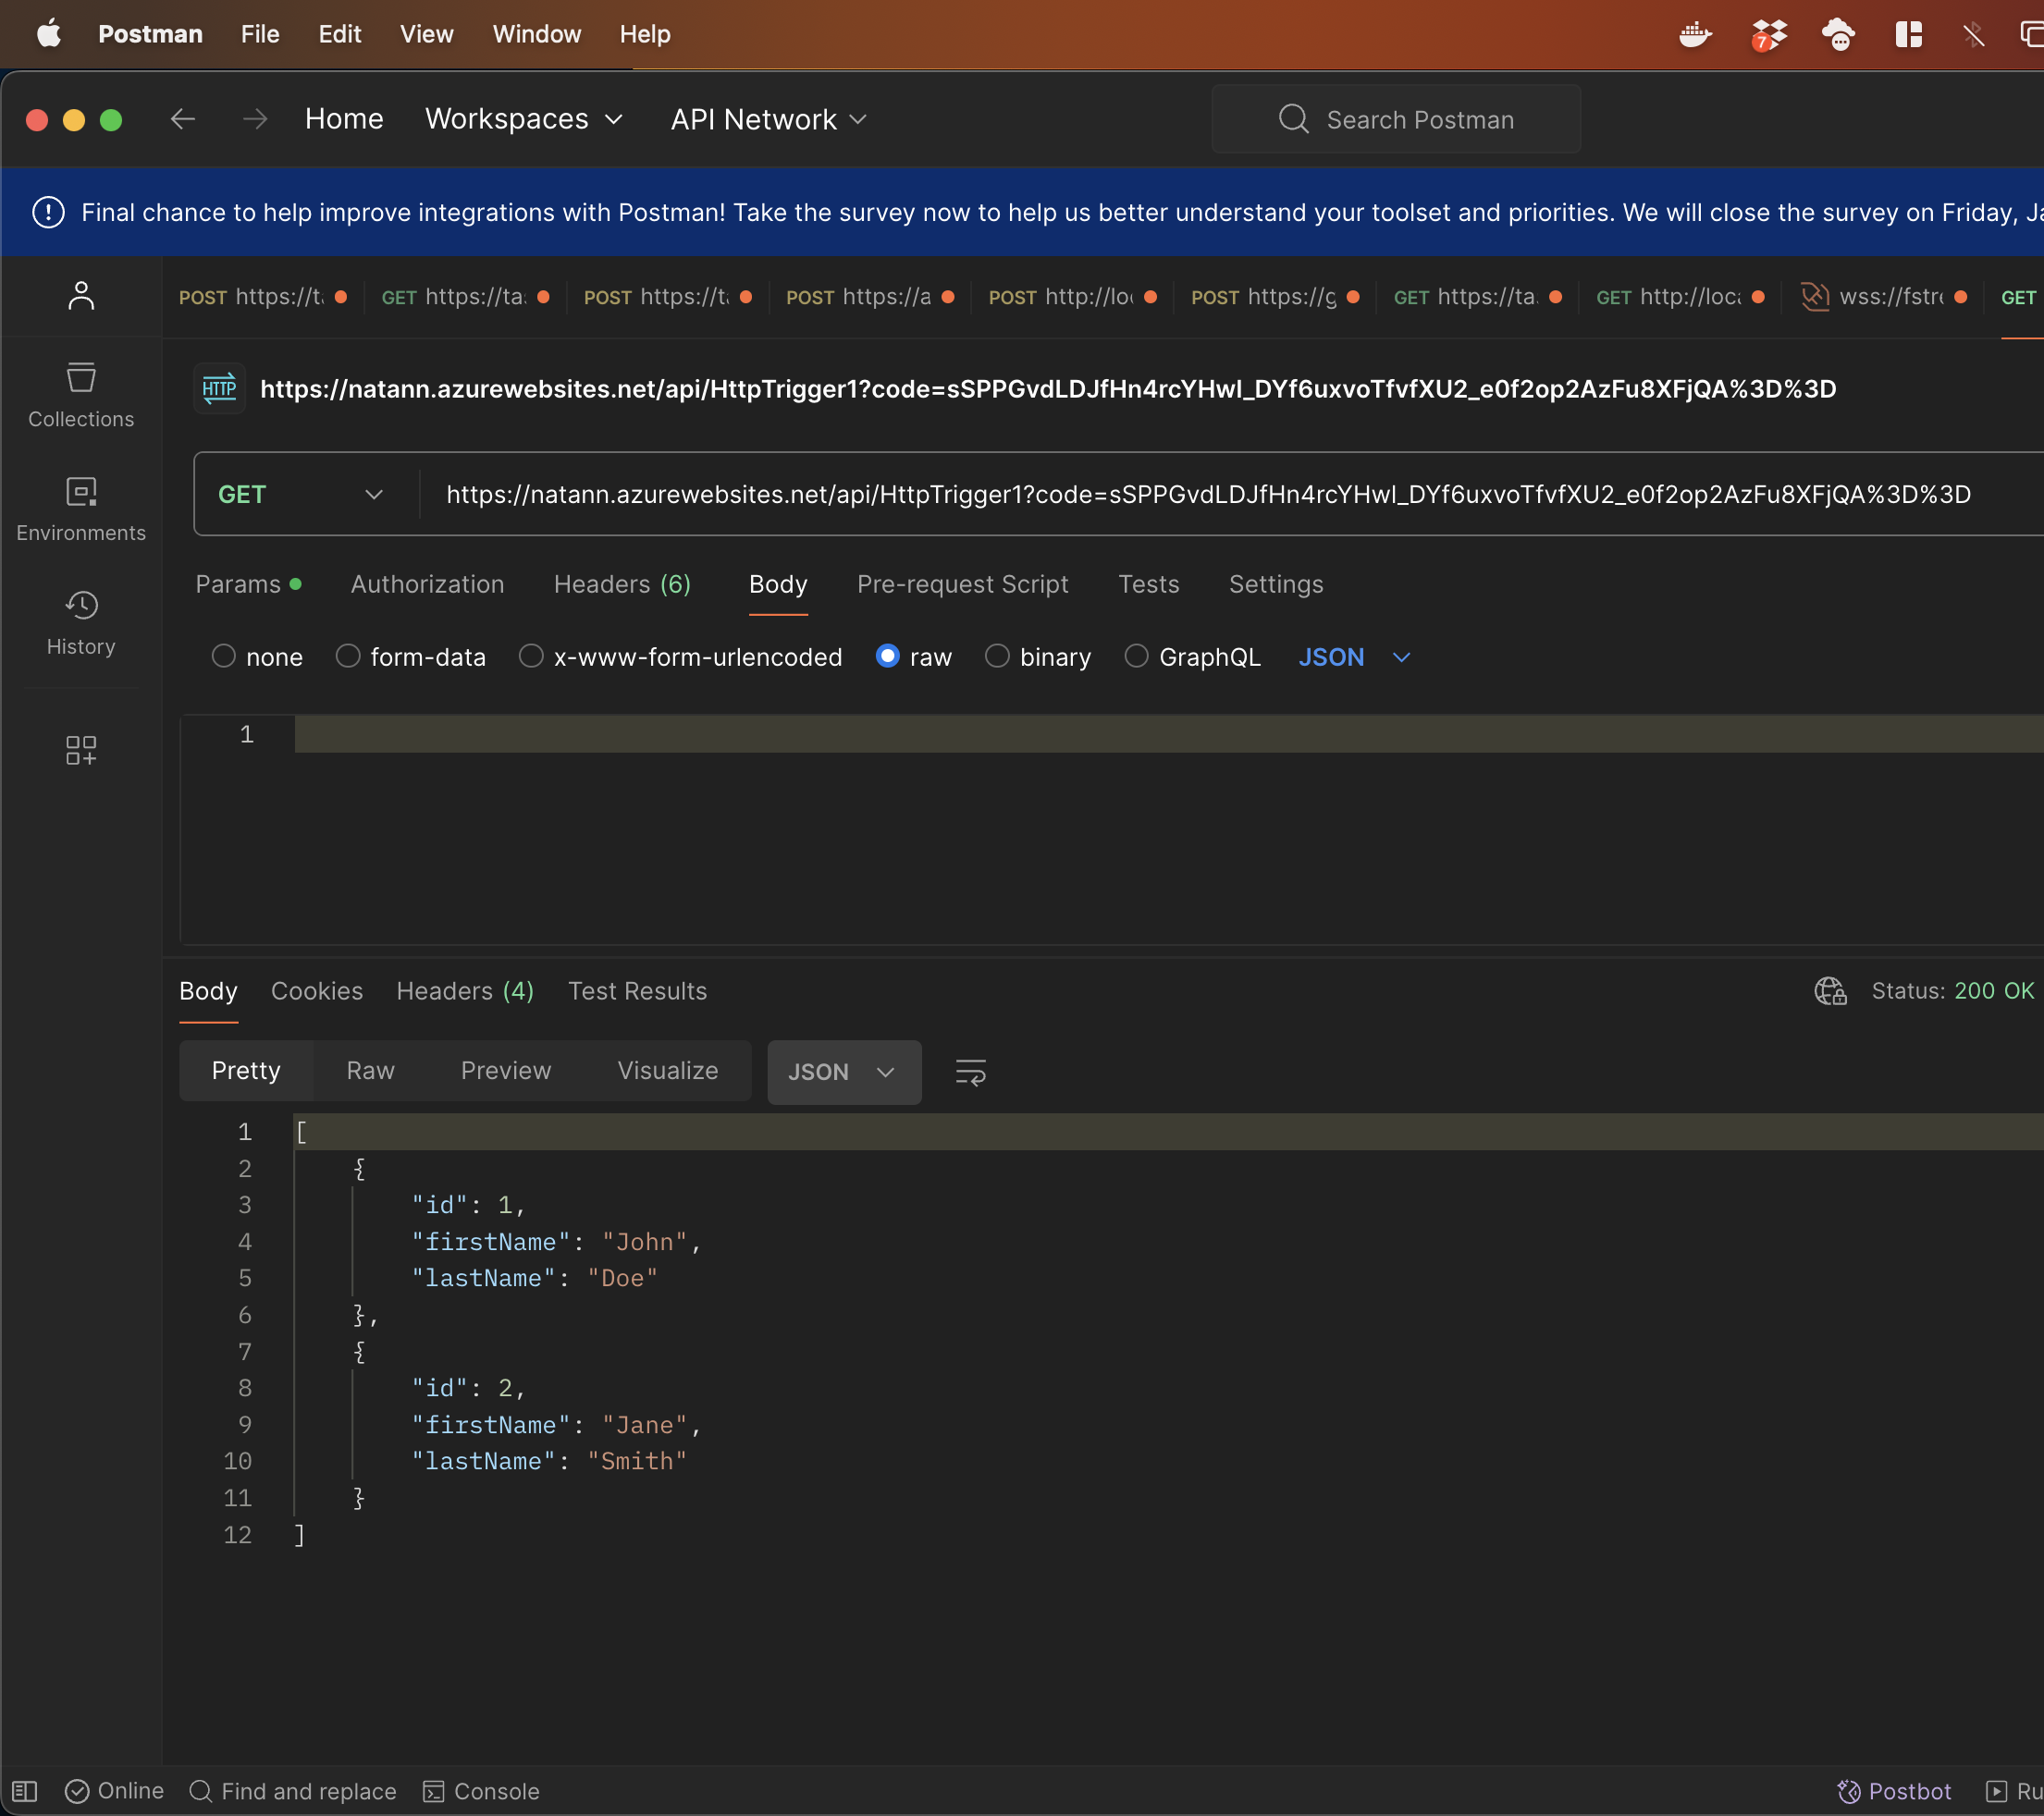 Postman File Edit View Window Help
7
Home Workspaces API Network Search Postman
Final chance to help improve integrations with Postman! Take the survey now to help us better understand your toolset and priorities. We will close the survey on Friday, Ja
POST https://t GET https://ta POST https://t POST https://a POST http://lo POST https://g GET https://ta GET http://loc wss://fstr GET
HTTP https://natann.azurewebsites.net/api/HttpTrigger1?code=sSPPGvdLDJfHn4rcYHwI_DYf6uxvoTfvfXU2_e0f2op2AzFu8XFjQA%3D%3D
Collections
GET https://natann.azurewebsites.net/api/HttpTrigger1?code=sSPPGvdLDJfHn4rcYHwI_DYf6uxvoTfvfXU2_e0f2op2AzFu8XFjQA%3D%3D
Environments
Params Authorization Headers (6) Body Pre-request Script Tests Settings
History
none form-data x-www-form-urlencoded raw binary GraphQL JSON
1
Body Cookies Headers (4) Test Results Status: 200 OK
Pretty Raw Preview Visualize JSON
1 [
2 {
3 "id": 1,
4 "firstName": "John",
5 "lastName": "Doe"
6 },
7 {
8 "id": 2,
9 "firstName": "Jane",
10 "lastName": "Smith"
11 }
12 ]
Online Find and replace Console Postbot Ru